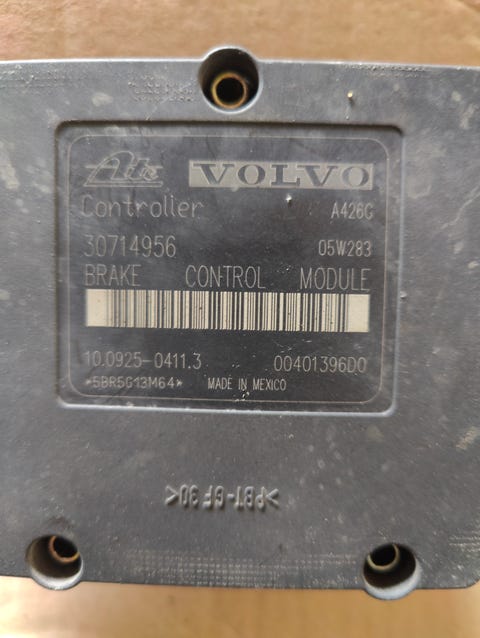 Ate VOLVO
Controller A426C
30714956 05W283
BRAKE CONTROL MODULE
10.0925-0411.3 00401396D0
*5BR5G13M64* MADE IN MEXICO
>PBT-GF30<